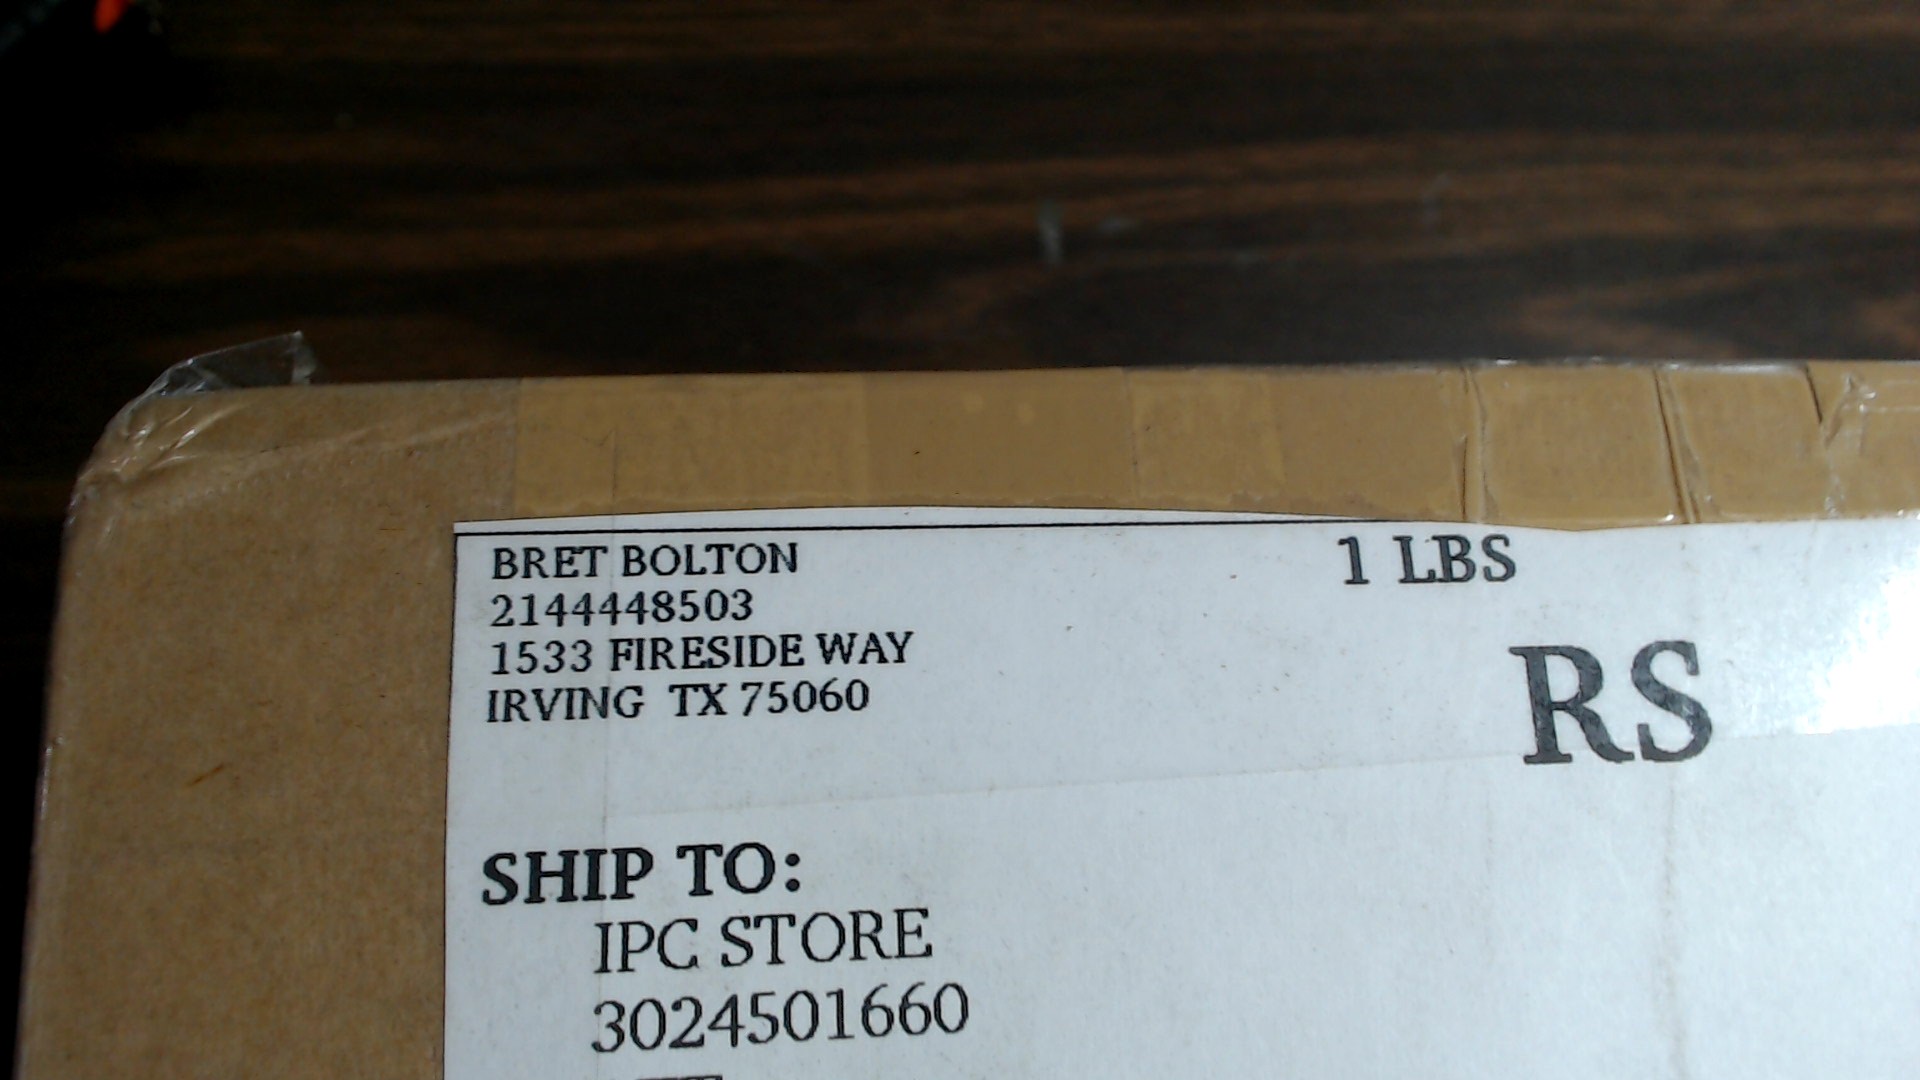 BRET BOLTON
2144448503
1533 FIRESIDE WAY
IRVING  TX 75060
1 LBS
RS
SHIP TO:
IPC STORE
3024501660